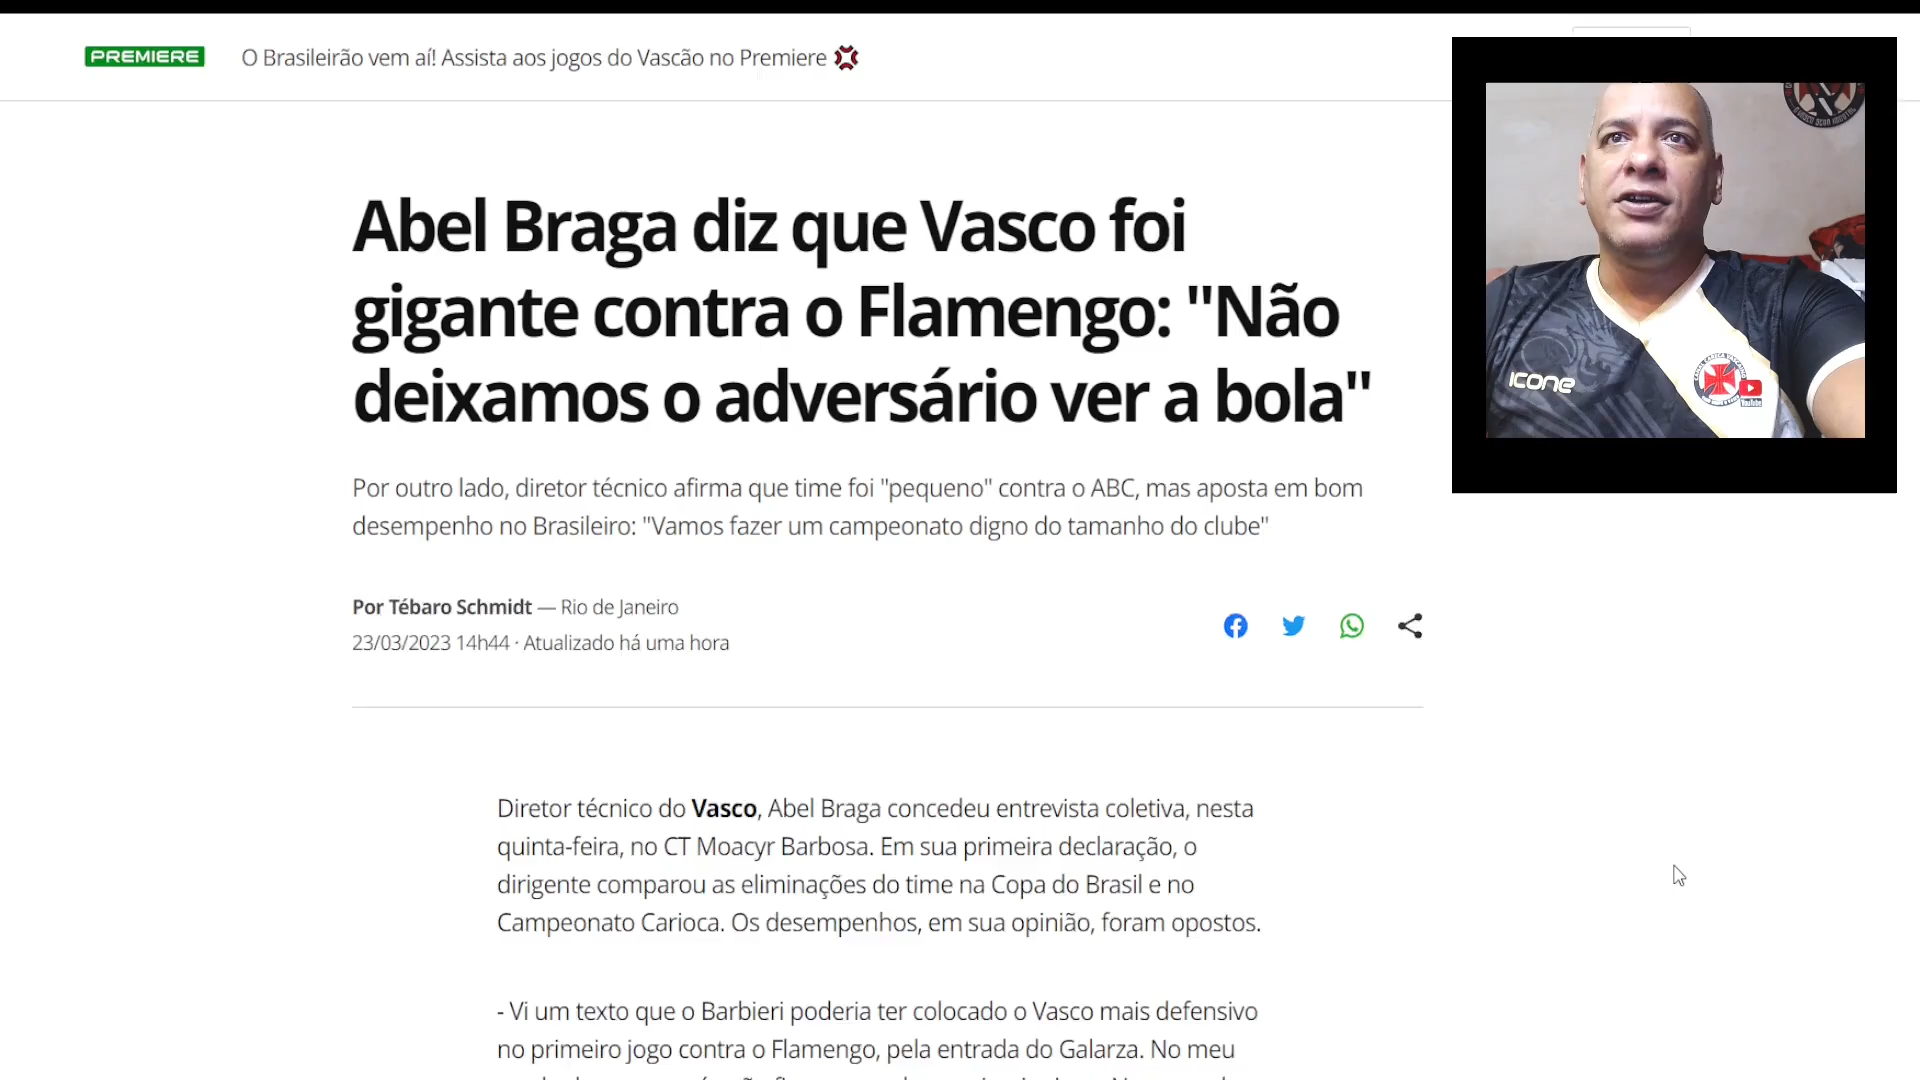 PREMIERE
O Brasileirão vem aí! Assista aos jogos do Vascão no Premiere
Abel Braga diz que Vasco foi
gigante contra o Flamengo: "Não
deixamos o adversário ver a bola"
Por outro lado, diretor técnico afirma que time foi "pequeno" contra o ABC, mas aposta em bom
desempenho no Brasileiro: "Vamos fazer um campeonato digno do tamanho do clube"
Por Tébaro Schmidt — Rio de Janeiro
23/03/2023 14h44 · Atualizado há uma hora
Diretor técnico do Vasco, Abel Braga concedeu entrevista coletiva, nesta
quinta-feira, no CT Moacyr Barbosa. Em sua primeira declaração, o
dirigente comparou as eliminações do time na Copa do Brasil e no
Campeonato Carioca. Os desempenhos, em sua opinião, foram opostos.
- Vi um texto que o Barbieri poderia ter colocado o Vasco mais defensivo
no primeiro jogo contra o Flamengo, pela entrada do Galarza. No meu
icone
YouTube